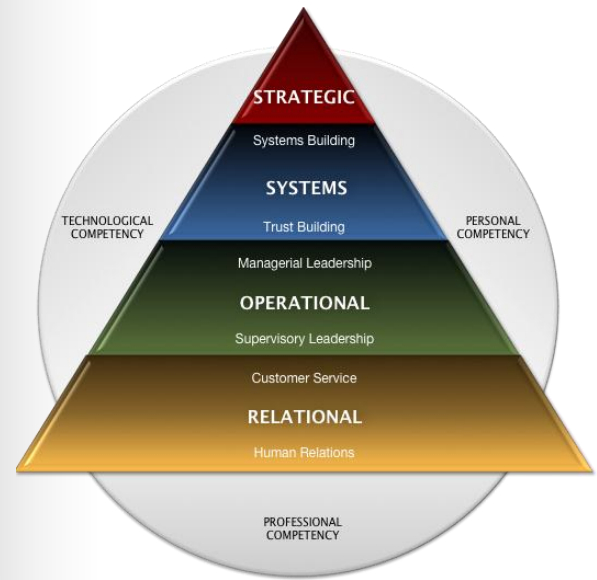 STRATEGIC
Systems Building
SYSTEMS
TECHNOLOGICAL
COMPETENCY
PERSONAL
COMPETENCY
Trust Building
Managerial Leadership
OPERATIONAL
Supervisory Leadership
Customer Service
RELATIONAL
Human Relations
PROFESSIONAL
COMPETENCY